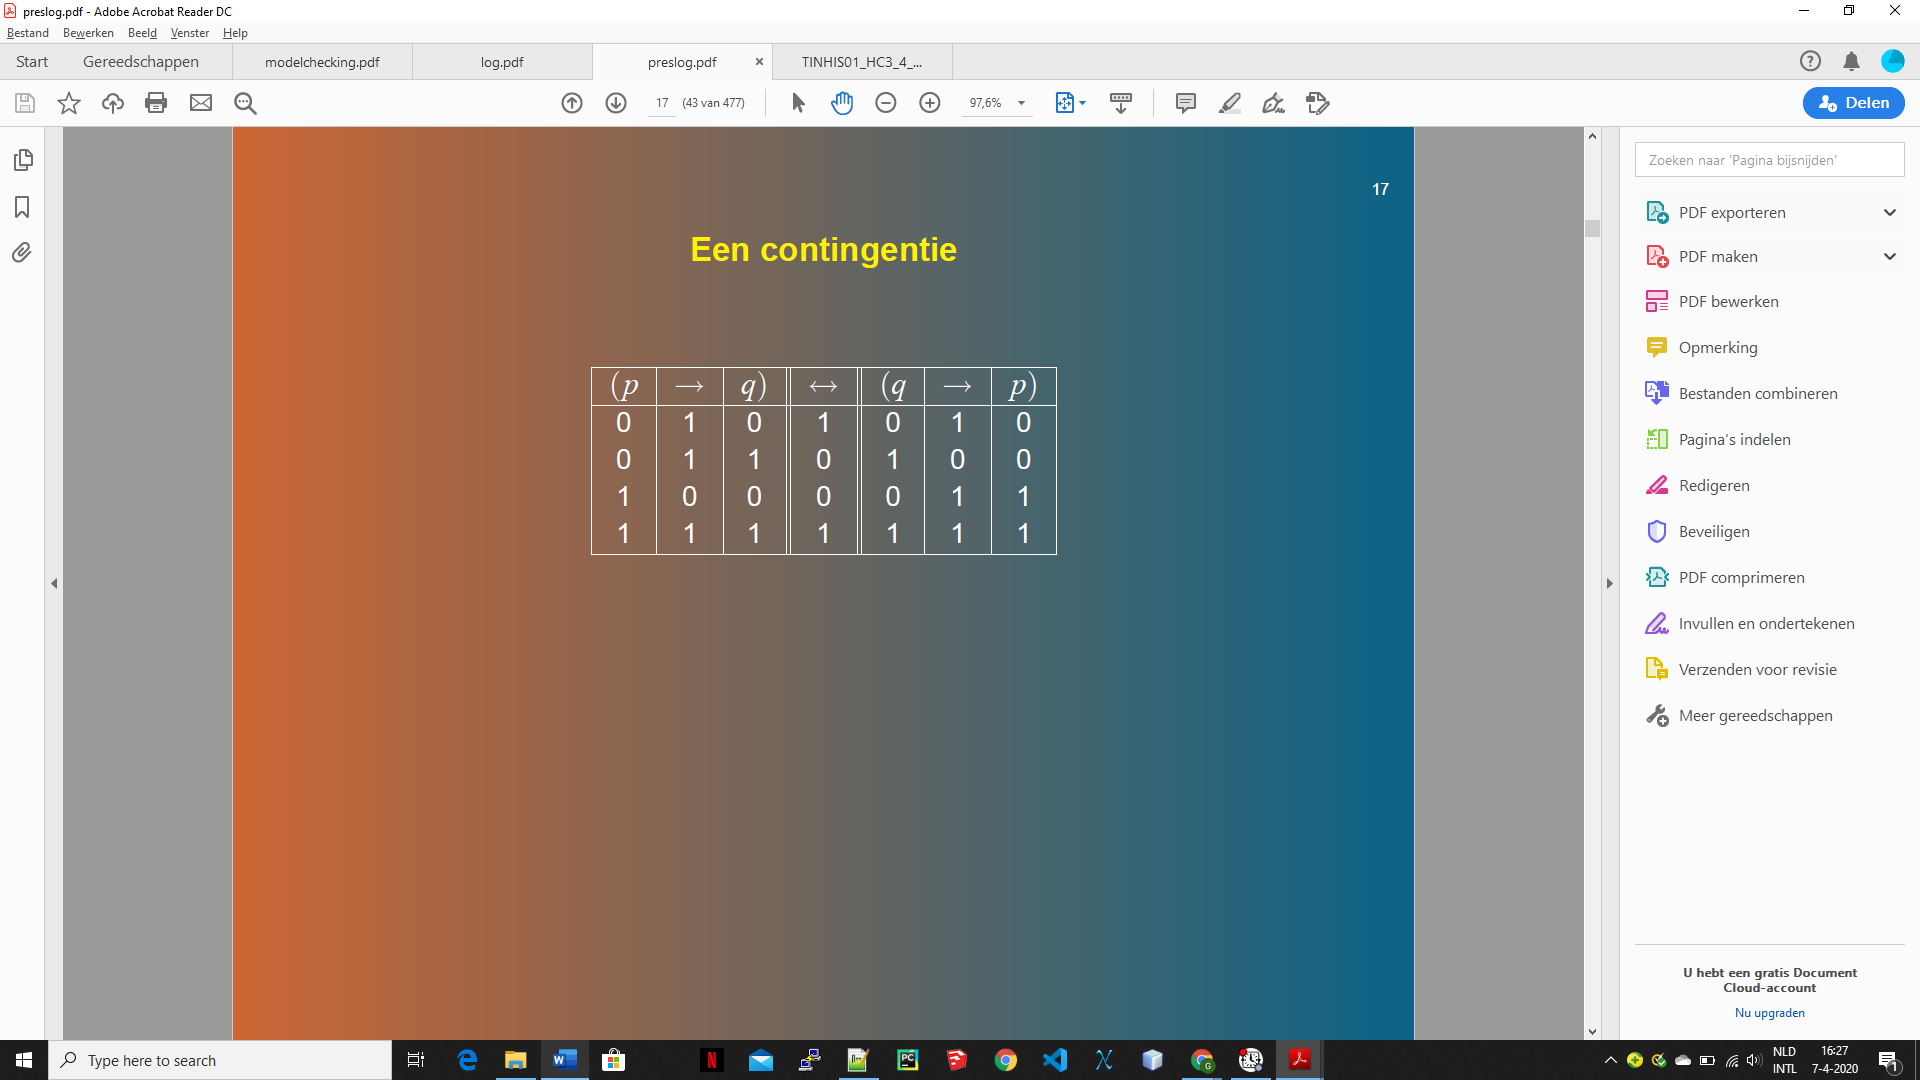 preslog.pdf - Adobe Acrobat Reader DC
Bestand Bewerken Beeld Venster Help
Start Gereedschappen modelchecking.pdf log.pdf preslog.pdf × TINHIS01_HC3_4_...
17 (43 van 477) 97,6% Delen
17
Een contingentie
(p → q) ↔ (q → p)
0 1 0 1 0 1 0
0 1 1 0 1 0 0
1 0 0 0 0 1 1
1 1 1 1 1 1 1
Zoeken naar 'Pagina bijsnijden'
PDF exporteren
PDF maken
PDF bewerken
Opmerking
Bestanden combineren
Pagina's indelen
Redigeren
Beveiligen
PDF comprimeren
Invullen en ondertekenen
Verzenden voor revisie
Meer gereedschappen
U hebt een gratis Document
Cloud-account
Nu upgraden
Type here to search
NLD
INTL
16:27
7-4-2020
1